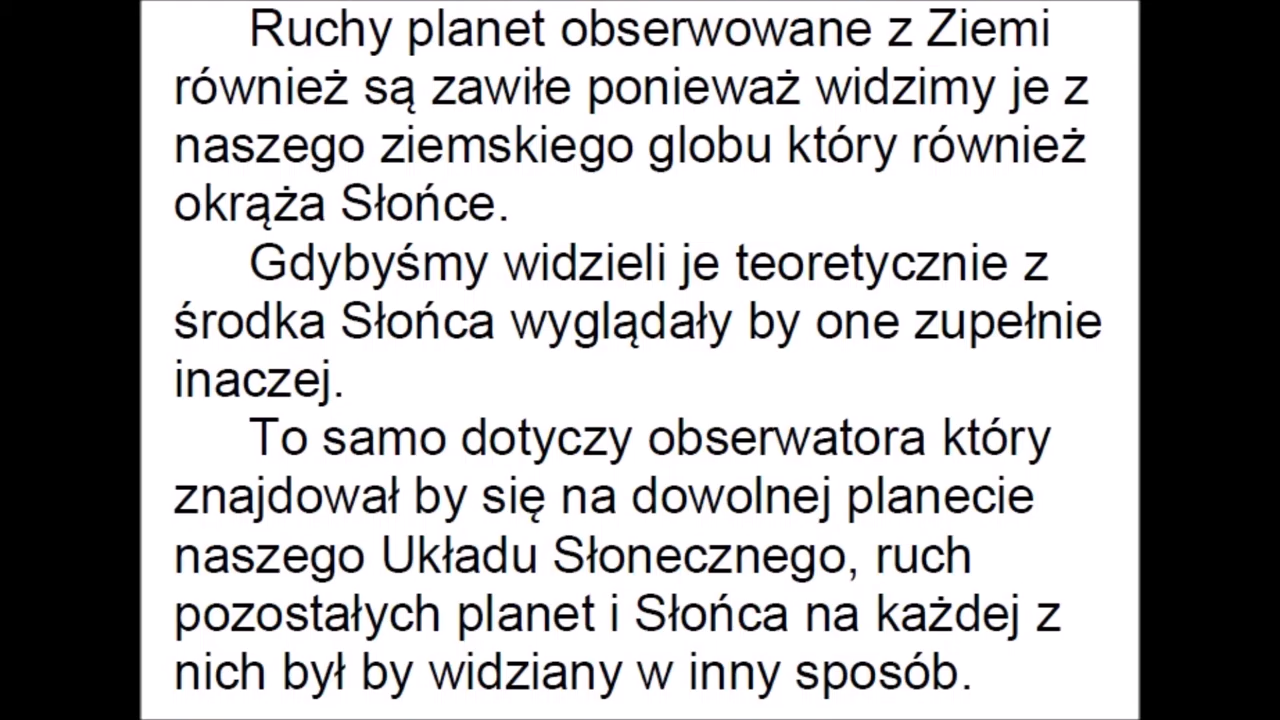 Ruchy planet obserwowane z Ziemi
również są zawiłe ponieważ widzimy je z
naszego ziemskiego globu który również
okrąża Słońce.
Gdybyśmy widzieli je teoretycznie z
środka Słońca wyglądały by one zupełnie
inaczej.
To samo dotyczy obserwatora który
znajdował by się na dowolnej planecie
naszego Układu Słonecznego, ruch
pozostałych planet i Słońca na każdej z
nich był by widziany w inny sposób.